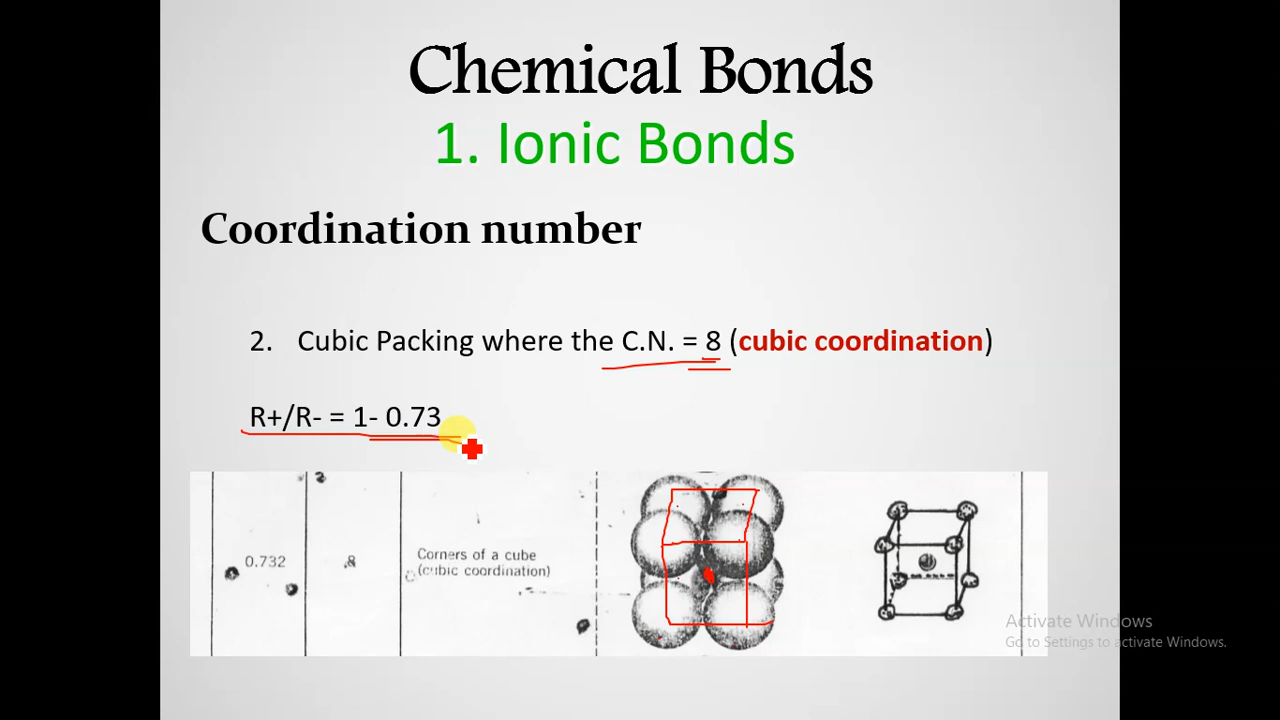 Chemical Bonds
1. Ionic Bonds
Coordination number
2. Cubic Packing where the C.N. = 8 (cubic coordination)
R+/R- = 1- 0.73
0.732 8 Corners of a cube
(cubic coordination)
Activate Windows
Go to Settings to activate Windows.